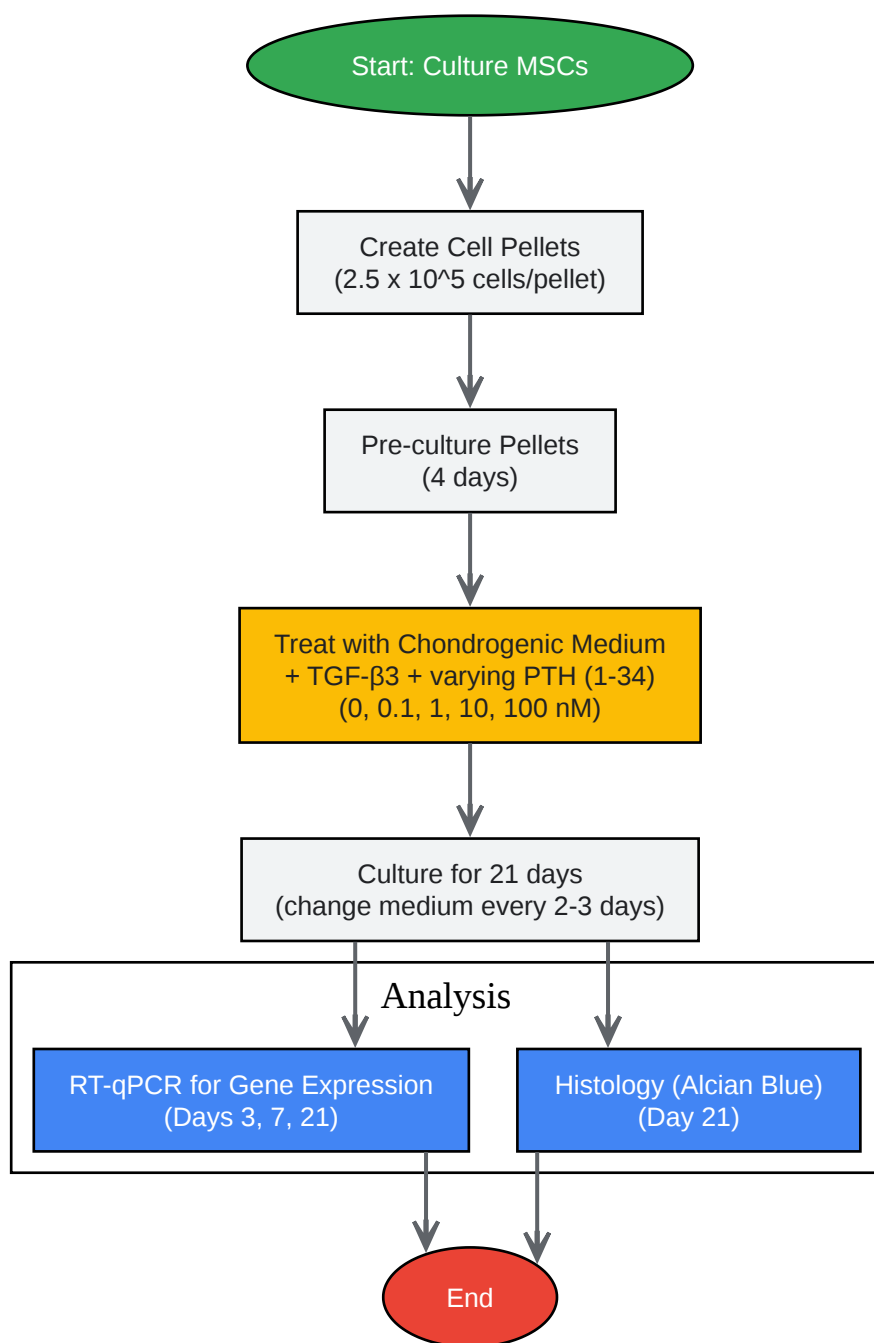 Start: Culture MSCs
Create Cell Pellets
(2.5 x 10^5 cells/pellet)
Pre-culture Pellets
(4 days)
Treat with Chondrogenic Medium
+ TGF-β3 + varying PTH (1-34)
(0, 0.1, 1, 10, 100 nM)
Culture for 21 days
(change medium every 2-3 days)
Analysis
RT-qPCR for Gene Expression
(Days 3, 7, 21)
Histology (Alcian Blue)
(Day 21)
End